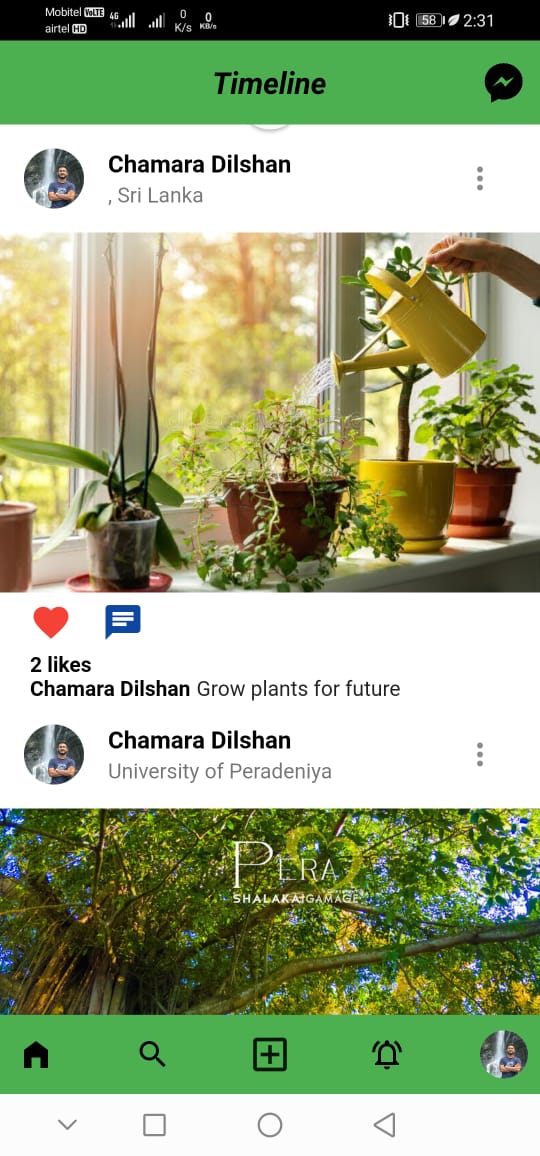 Mobitel VoLTE 4G 0 K/s 0 KB/s 58 2:31
airtel HD
Timeline
Chamara Dilshan
, Sri Lanka
2 likes
Chamara Dilshan Grow plants for future
Chamara Dilshan
University of Peradeniya
PERA
SHALAKA GAMAGE